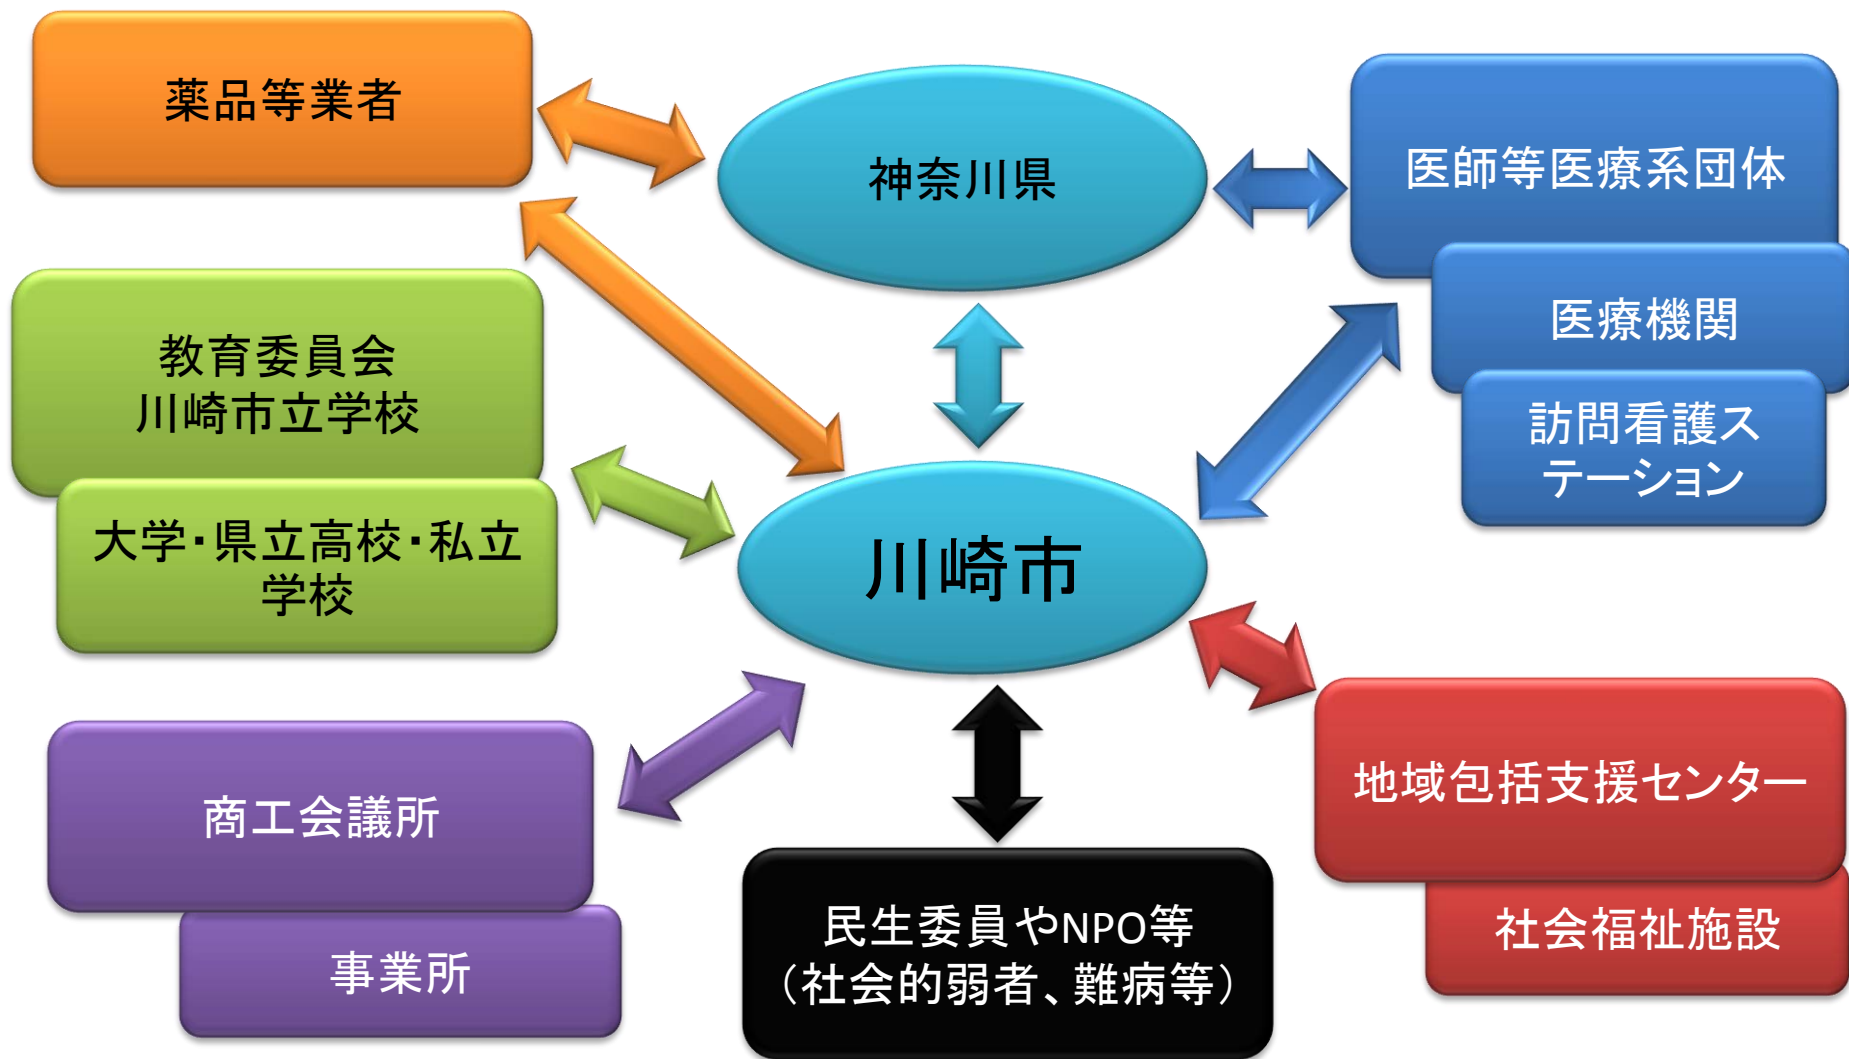 薬品等業者
神奈川県
医師等医療系団体
医療機関
訪問看護ス
テーション
教育委員会
川崎市立学校
大学・県立高校・私立
学校
川崎市
地域包括支援センター
社会福祉施設
商工会議所
事業所
民生委員やNPO等
（社会的弱者、難病等）